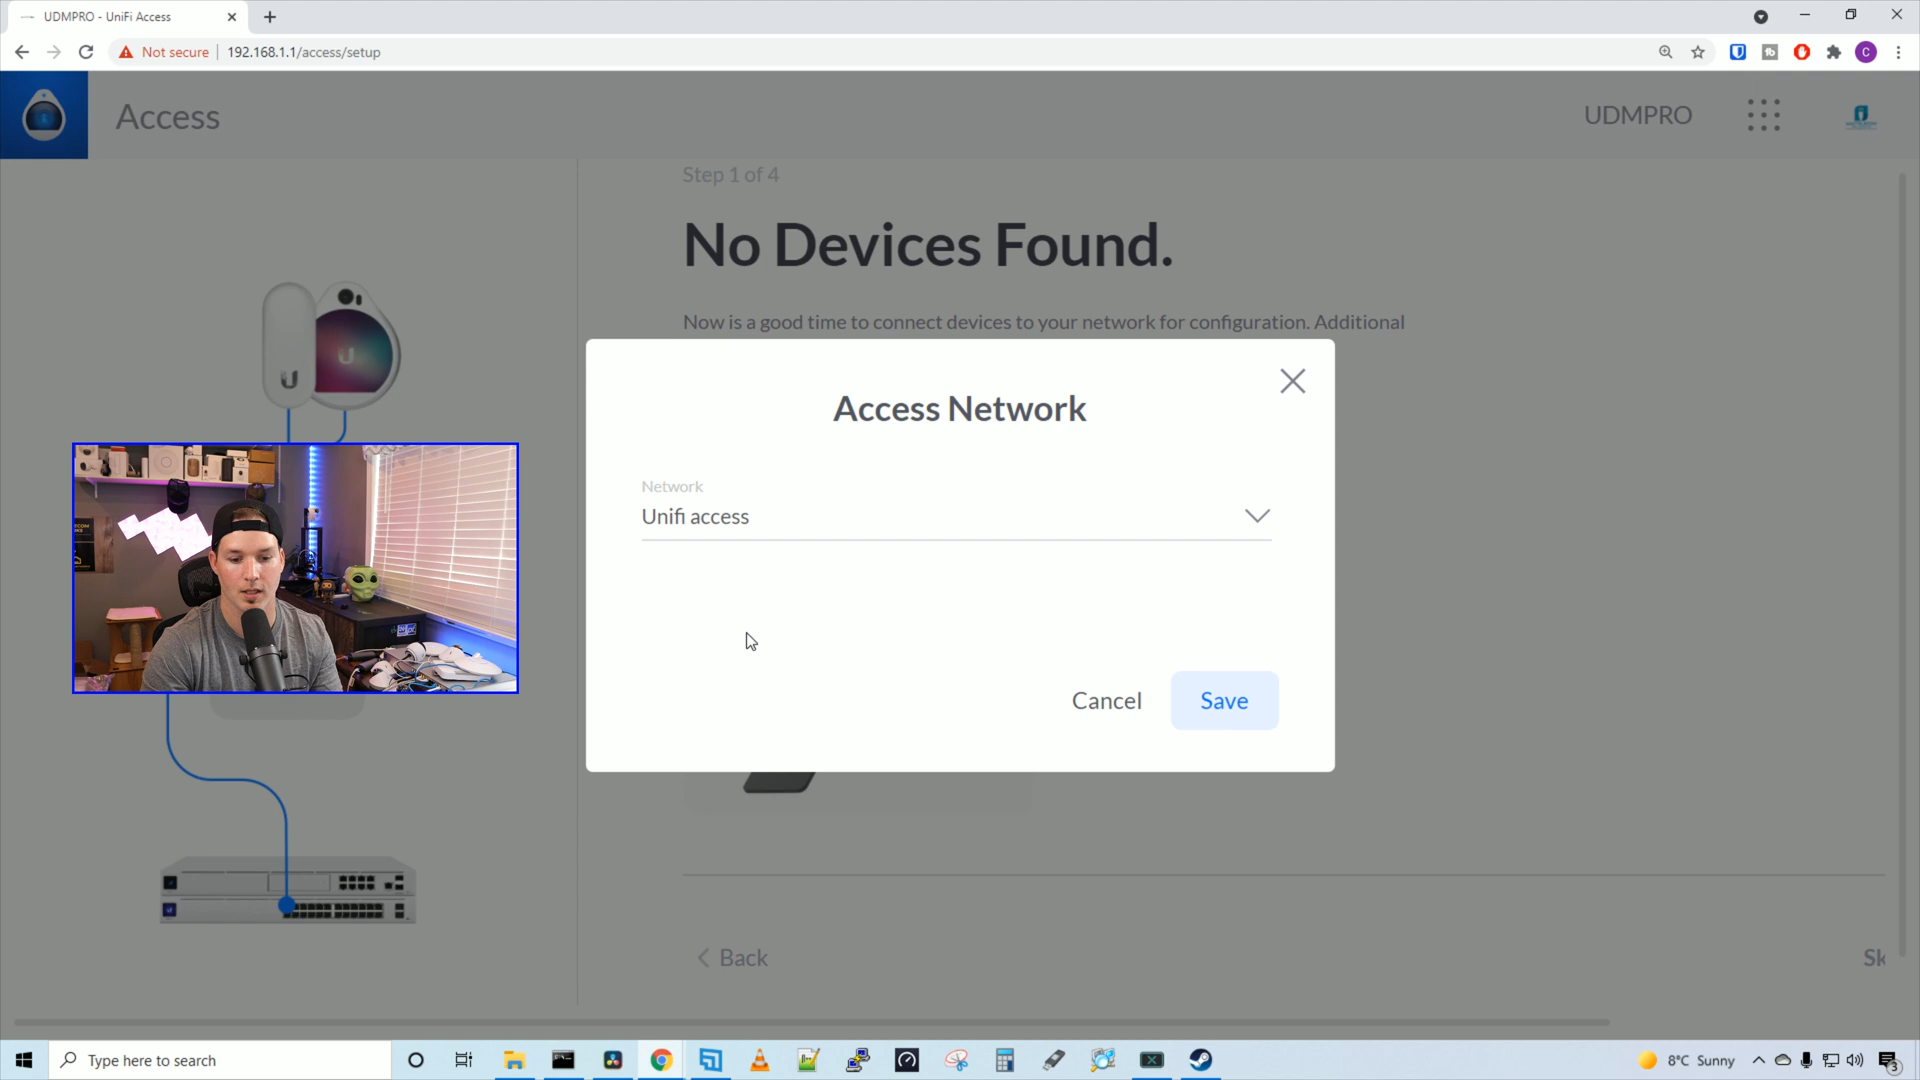 UDMPRO - UniFi Access
Not secure
192.168.1.1/access/setup
C
Access
UDMPRO
Step 1 of 4
No Devices Found.
Now is a good time to connect devices to your network for configuration. Additional
Access Network
Network
Unifi access
Cancel
Save
Back
Sk
Type here to search
8°C Sunny
3